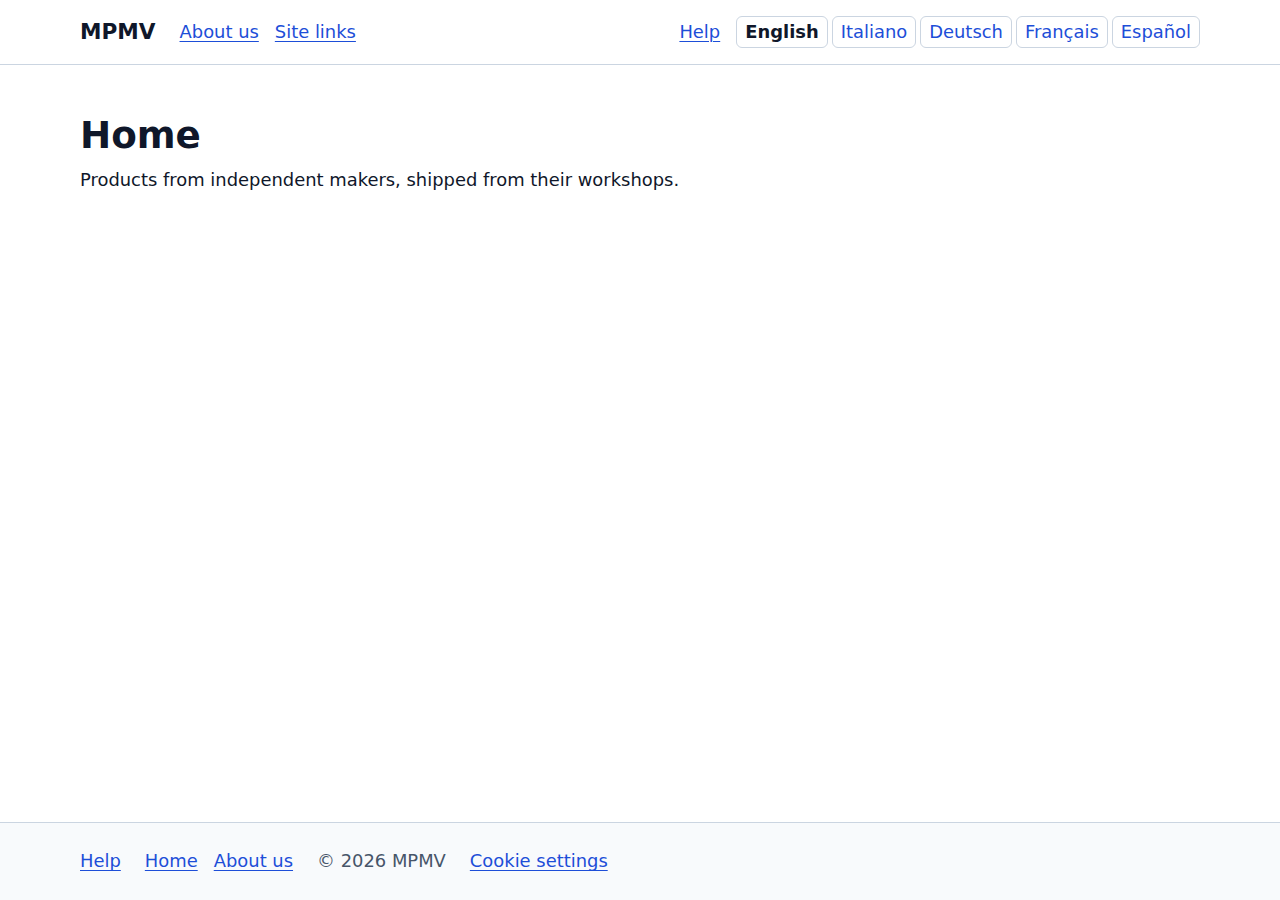 MPMV About us Site links Help English Italiano Deutsch Français Español
Home
Products from independent makers, shipped from their workshops.
Help Home About us © 2026 MPMV Cookie settings